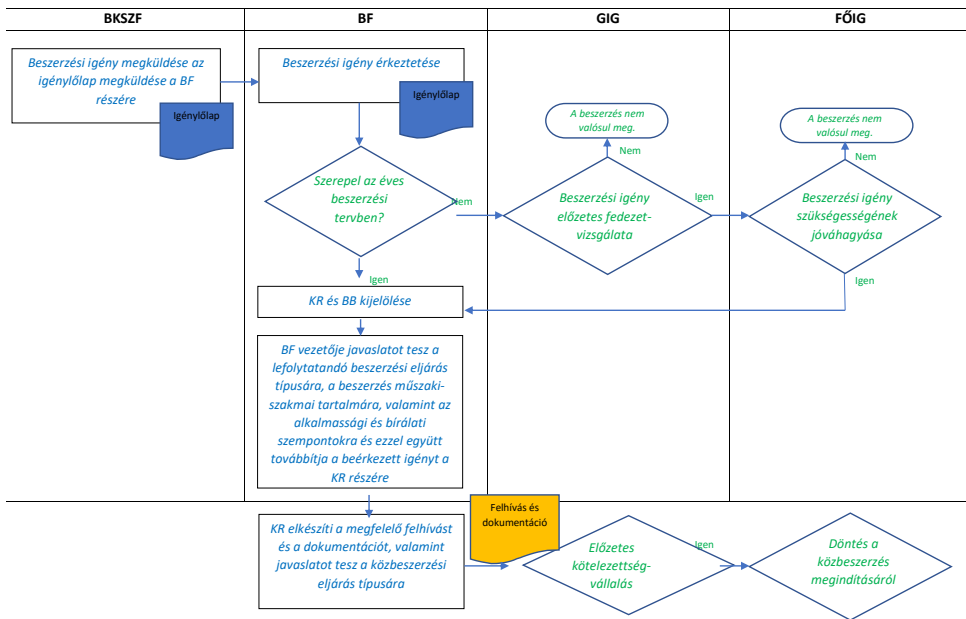 BKSZF
BF
GIG
FŐIG
Beszerzési igény megküldése az
igénylőlap megküldése a BF
részére
Igénylőlap
Beszerzési igény érkeztetése
Igénylőlap
Szerepel az éves
beszerzési
tervben?
Nem
Igen
A beszerzés nem
valósul meg.
Nem
Beszerzési igény
előzetes fedezet-
vizsgálata
Igen
A beszerzés nem
valósul meg.
Nem
Beszerzési igény
szükségességének
jóváhagyása
Igen
KR és BB kijelölése
BF vezetője javaslatot tesz a
lefolytatandó beszerzési eljárás
típusára, a beszerzés műszaki-
szakmai tartalmára, valamint az
alkalmassági és bírálati
szempontokra és ezzel együtt
továbbítja a beérkezett igényt a
KR részére
KR elkészíti a megfelelő felhívást
és a dokumentációt, valamint
javaslatot tesz a közbeszerzési
eljárás típusára
Felhívás és
dokumentáció
Előzetes
kötelezettség-
vállalás
Igen
Döntés a
közbeszerzés
megindításáról